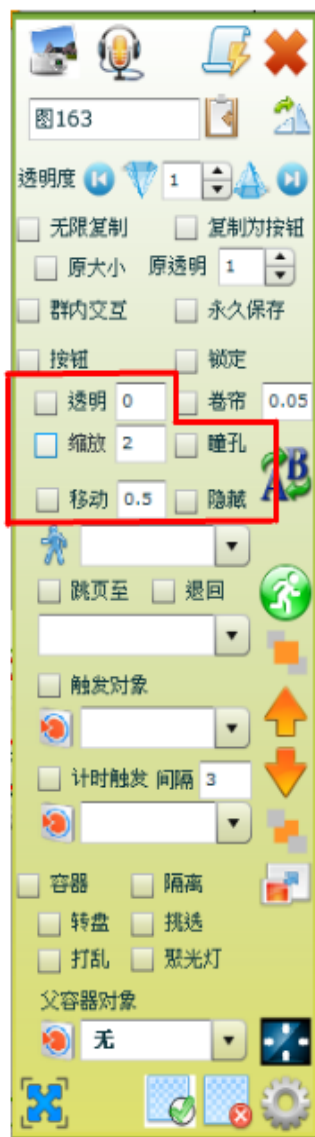 图163
透明度 1
无限复制 复制为按钮
原大小 原透明 1
群内交互 永久保存
按钮 锁定
透明 0 卷帘 0.05
缩放 2 瞳孔
AB
移动 0.5 隐藏
跳页至 退回
触发对象
计时触发 间隔 3
容器 隔离
转盘 挑选
打乱 聚光灯
父容器对象
无